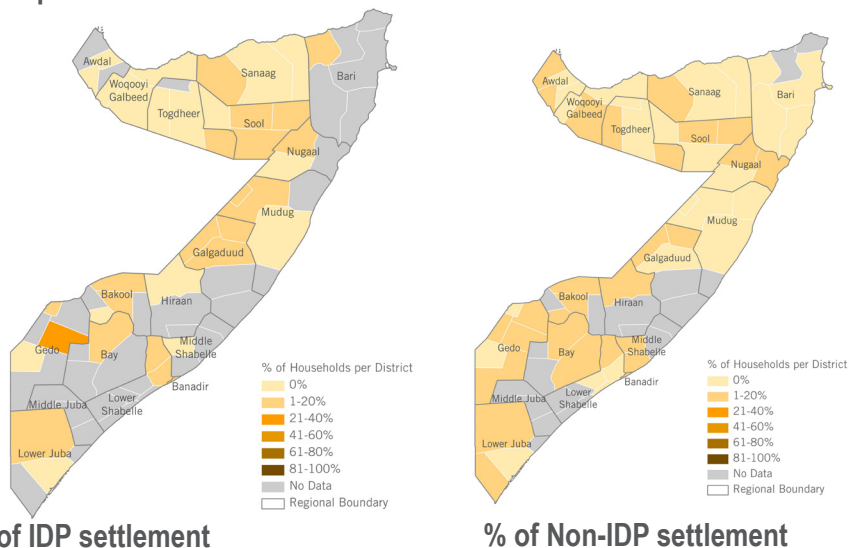 Awdal
Woqooyi
Galbeed
Togdheer
Sanaag
Sool
Bari
Nugaal
Mudug
Galgaduud
Bakool
Hiraan
Gedo
Bay
Middle
Shabelle
Banadir
Middle Juba
Lower
Shabelle
Lower Juba
% of Households per District
0%
1-20%
21-40%
41-60%
61-80%
81-100%
No Data
Regional Boundary
of IDP settlement
Awdal
Woqooyi
Galbeed
Togdheer
Sanaag
Sool
Bari
Nugaal
Mudug
Galgaduud
Bakool
Hiraan
Gedo
Bay
Middle
Shabelle
Banadir
Middle Juba
Lower
Shabelle
Lower Juba
% of Households per District
0%
1-20%
21-40%
41-60%
61-80%
81-100%
No Data
Regional Boundary
% of Non-IDP settlement